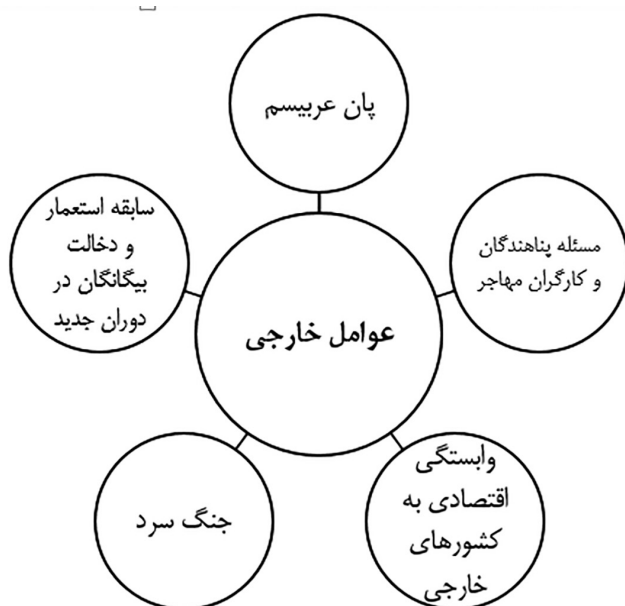 پان عربیسم
مسئله پناهندگان
و کارگران مهاجر
وابستگی
اقتصادی به
کشورهای
خارجی
جنگ سرد
سابقه استعمار
و دخالت
بیگانگان در
دوران جدید
عوامل خارجی